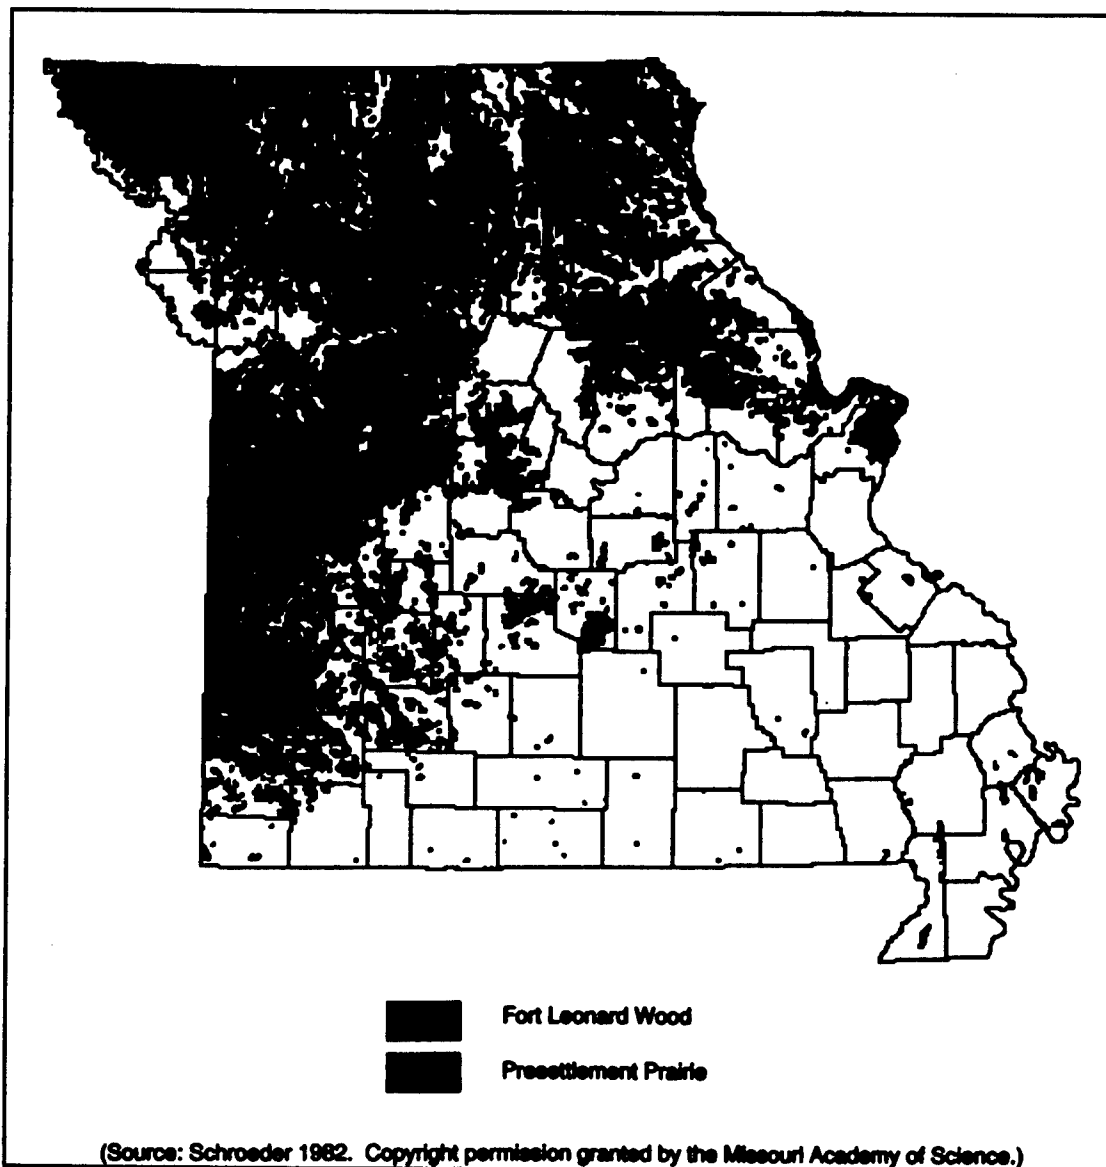 Fort Leonard Wood
Presettlement Prairie
(Source: Schroeder 1982. Copyright permission granted by the Missouri Academy of Science.)